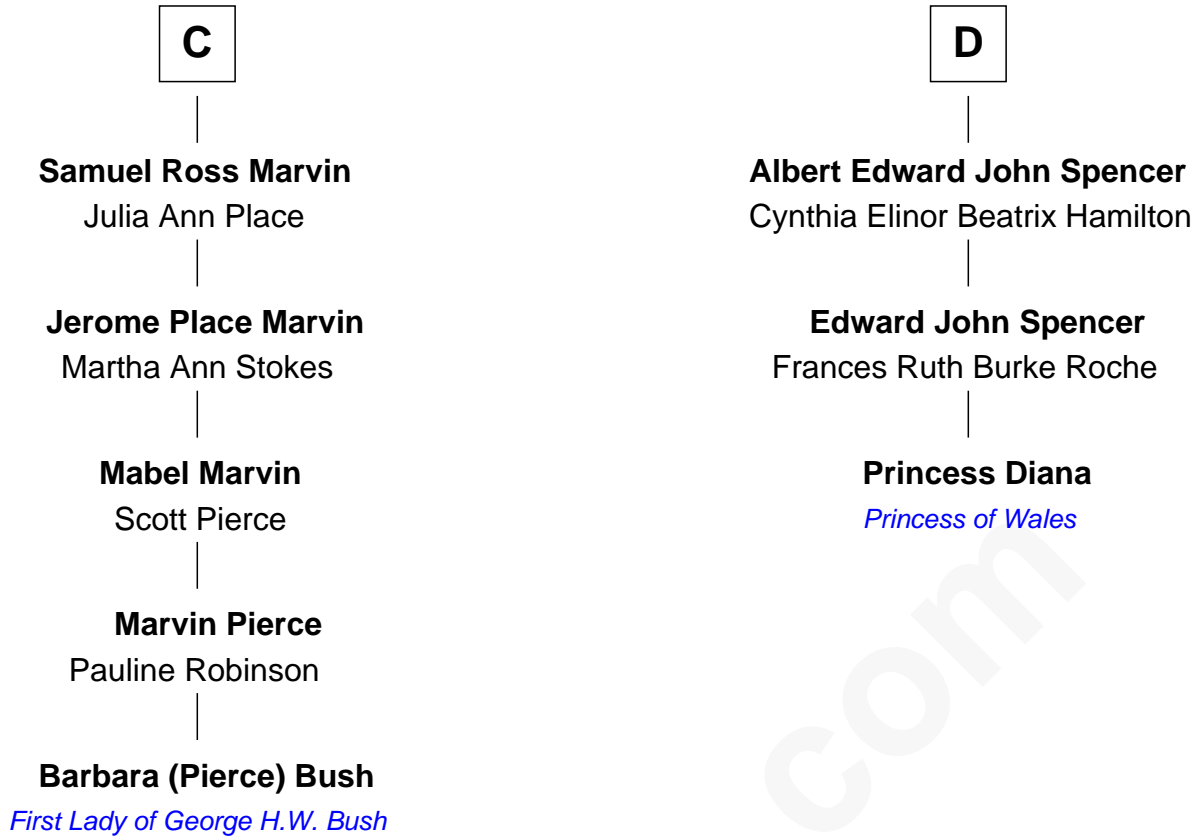 C
Samuel Ross Marvin
Julia Ann Place
Jerome Place Marvin
Martha Ann Stokes
Mabel Marvin
Scott Pierce
Marvin Pierce
Pauline Robinson
Barbara (Pierce) Bush
First Lady of George H.W. Bush
D
Albert Edward John Spencer
Cynthia Elinor Beatrix Hamilton
Edward John Spencer
Frances Ruth Burke Roche
Princess Diana
Princess of Wales
com